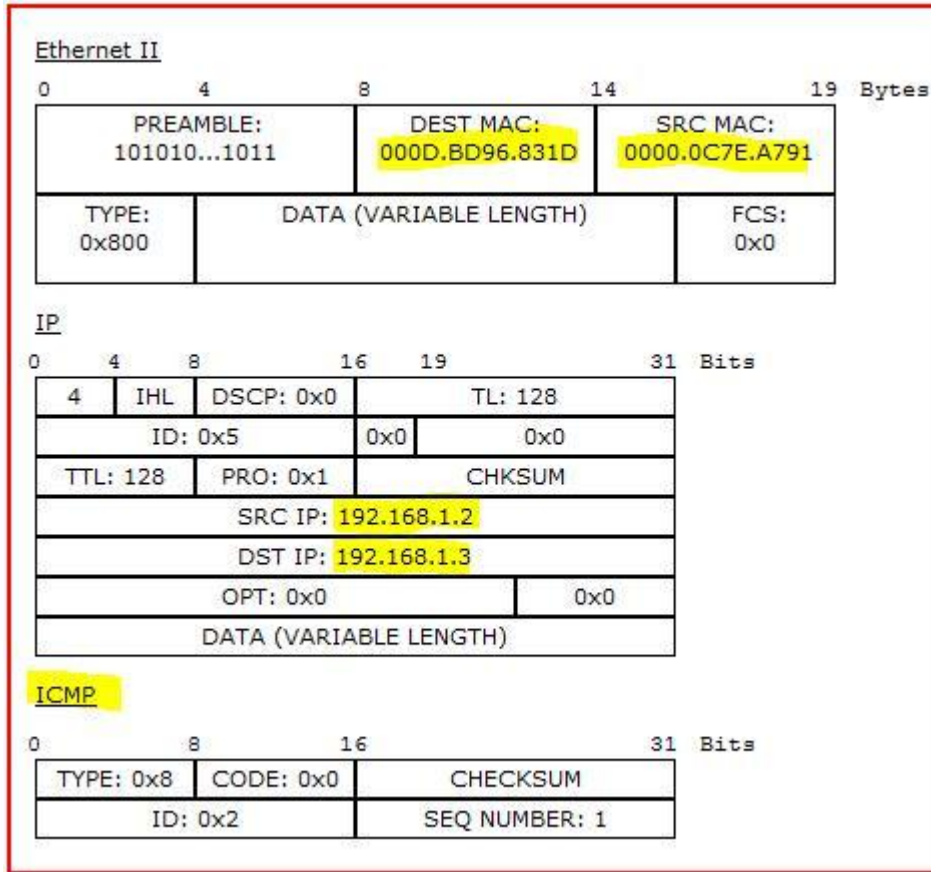 Ethernet II
0 4 8 14 19 Bytes
PREAMBLE: DEST MAC: SRC MAC:
101010...1011 000D.BD96.831D 0000.0C7E.A791
TYPE: DATA (VARIABLE LENGTH) FCS:
0x800 0x0
IP
0 4 8 16 19 31 Bits
4 IHL DSCP: 0x0 TL: 128
ID: 0x5 0x0 0x0
TTL: 128 PRO: 0x1 CHKSUM
SRC IP: 192.168.1.2
DST IP: 192.168.1.3
OPT: 0x0 0x0
DATA (VARIABLE LENGTH)
ICMP
0 8 16 31 Bits
TYPE: 0x8 CODE: 0x0 CHECKSUM
ID: 0x2 SEQ NUMBER: 1